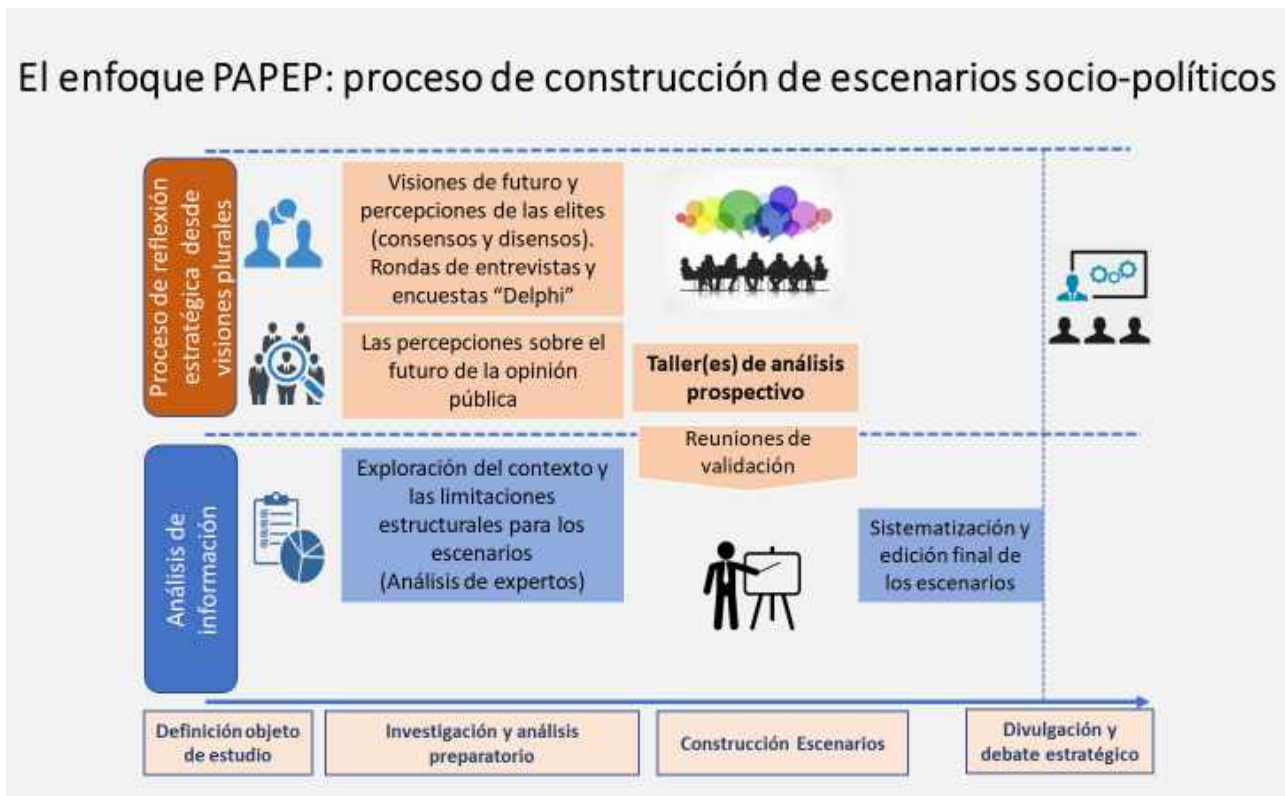 El enfoque PAPEP: proceso de construcción de escenarios socio-políticos
Proceso de reflexión
estratégica desde
visiones plurales
Visiones de futuro y
percepciones de las elites
(consensos y disensos).
Rondas de entrevistas y
encuestas “Delphi”
Las percepciones sobre el
futuro de la opinión
pública
Taller(es) de análisis
prospectivo
Reuniones de
validación
Análisis de
información
Exploración del contexto y
las limitaciones
estructurales para los
escenarios
(Análisis de expertos)
Sistematización y
edición final de
los escenarios
Definición objeto
de estudio
Investigación y análisis
preparatorio
Construcción Escenarios
Divulgación y
debate estratégico